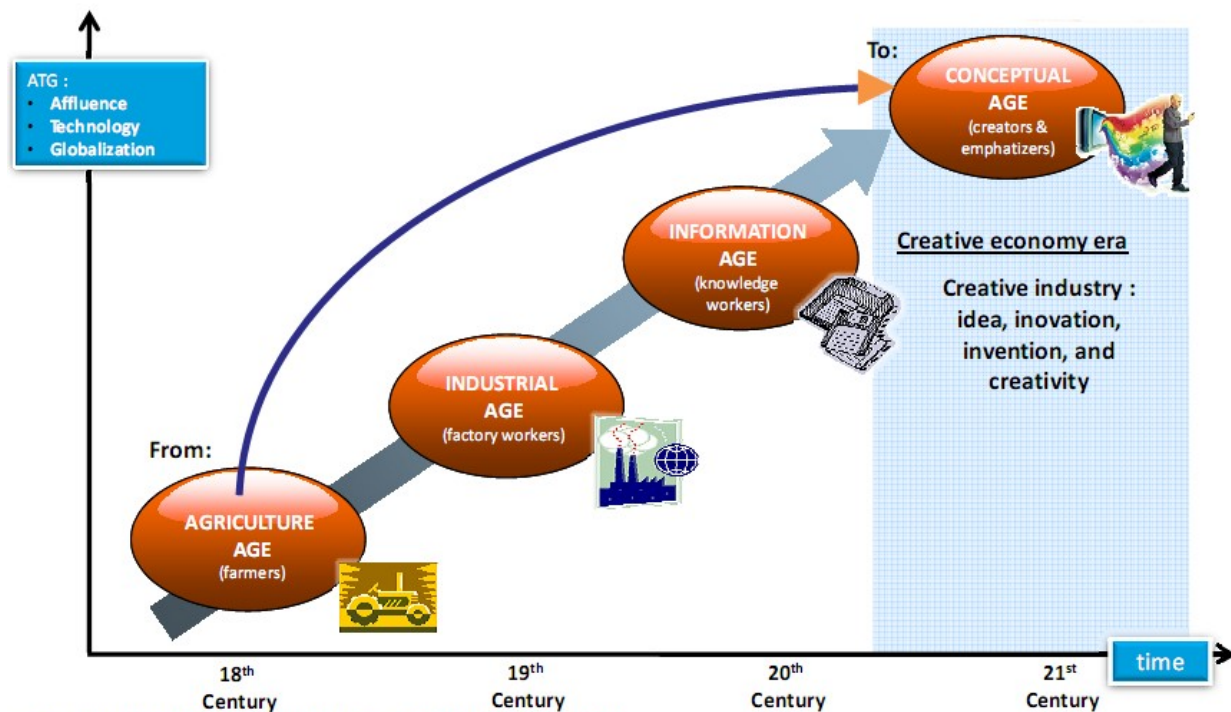 ATG :
• Affluence
• Technology
• Globalization
To:
CONCEPTUAL
AGE
(creators &
emphatizers)
INFORMATION
AGE
(knowledge
workers)
Creative economy era
Creative industry :
idea, inovation,
invention, and
creativity
INDUSTRIAL
AGE
(factory workers)
From:
AGRICULTURE
AGE
(farmers)
time
18th
Century
19th
Century
20th
Century
21st
Century